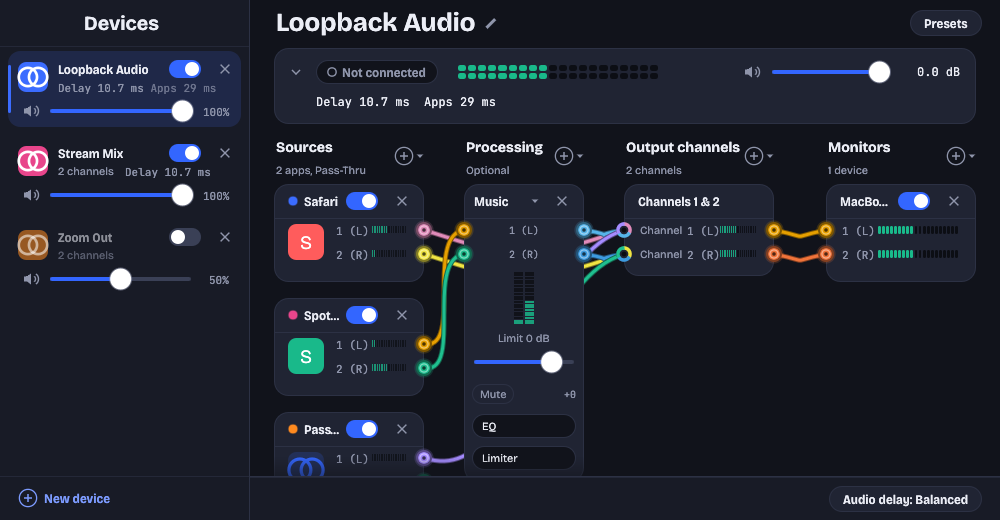 Devices
Loopback Audio
Delay 10.7 ms Apps 29 ms
100%
Stream Mix
2 channels Delay 10.7 ms
100%
Zoom Out
2 channels
50%
New device
Loopback Audio
Presets
Not connected
0.0 dB
Delay 10.7 ms Apps 29 ms
Sources
2 apps, Pass-Thru
Processing
Optional
Output channels
2 channels
Monitors
1 device
Safari
S
1 (L)
2 (R)
Spot...
S
1 (L)
2 (R)
Pass...
1 (L)
Music
1 (L)
2 (R)
Limit 0 dB
Mute +0
EQ
Limiter
Channels 1 & 2
Channel 1 (L)
Channel 2 (R)
MacBo...
1 (L)
2 (R)
Audio delay: Balanced